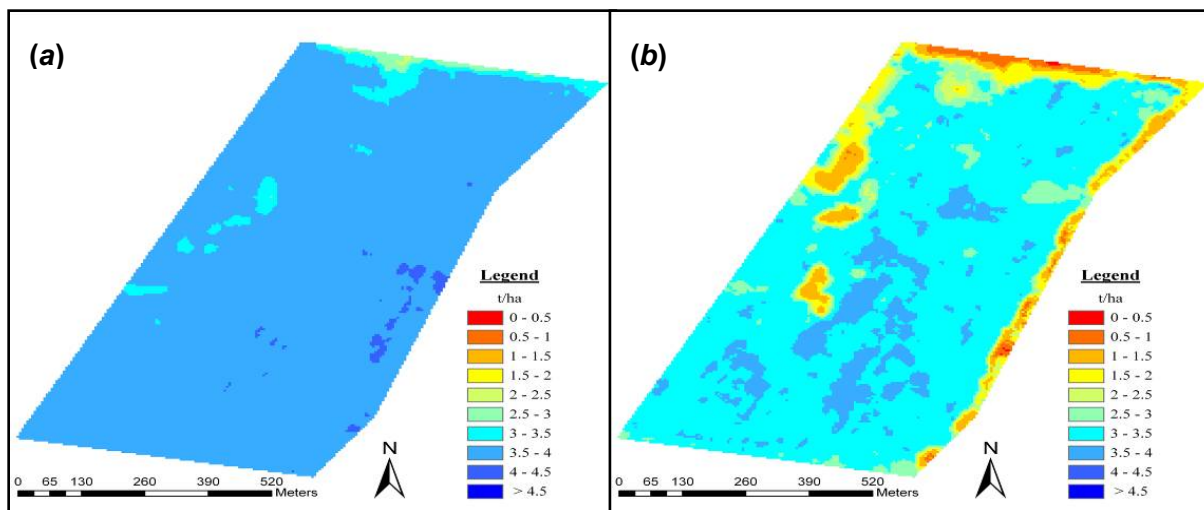 (a)
Legend
t/ha
0 - 0.5
0.5 - 1
1 - 1.5
1.5 - 2
2 - 2.5
2.5 - 3
3 - 3.5
3.5 - 4
4 - 4.5
> 4.5
N
0 65 130 260 390 520
Meters
(b)
Legend
t/ha
0 - 0.5
0.5 - 1
1 - 1.5
1.5 - 2
2 - 2.5
2.5 - 3
3 - 3.5
3.5 - 4
4 - 4.5
> 4.5
N
0 65 130 260 390 520
Meters